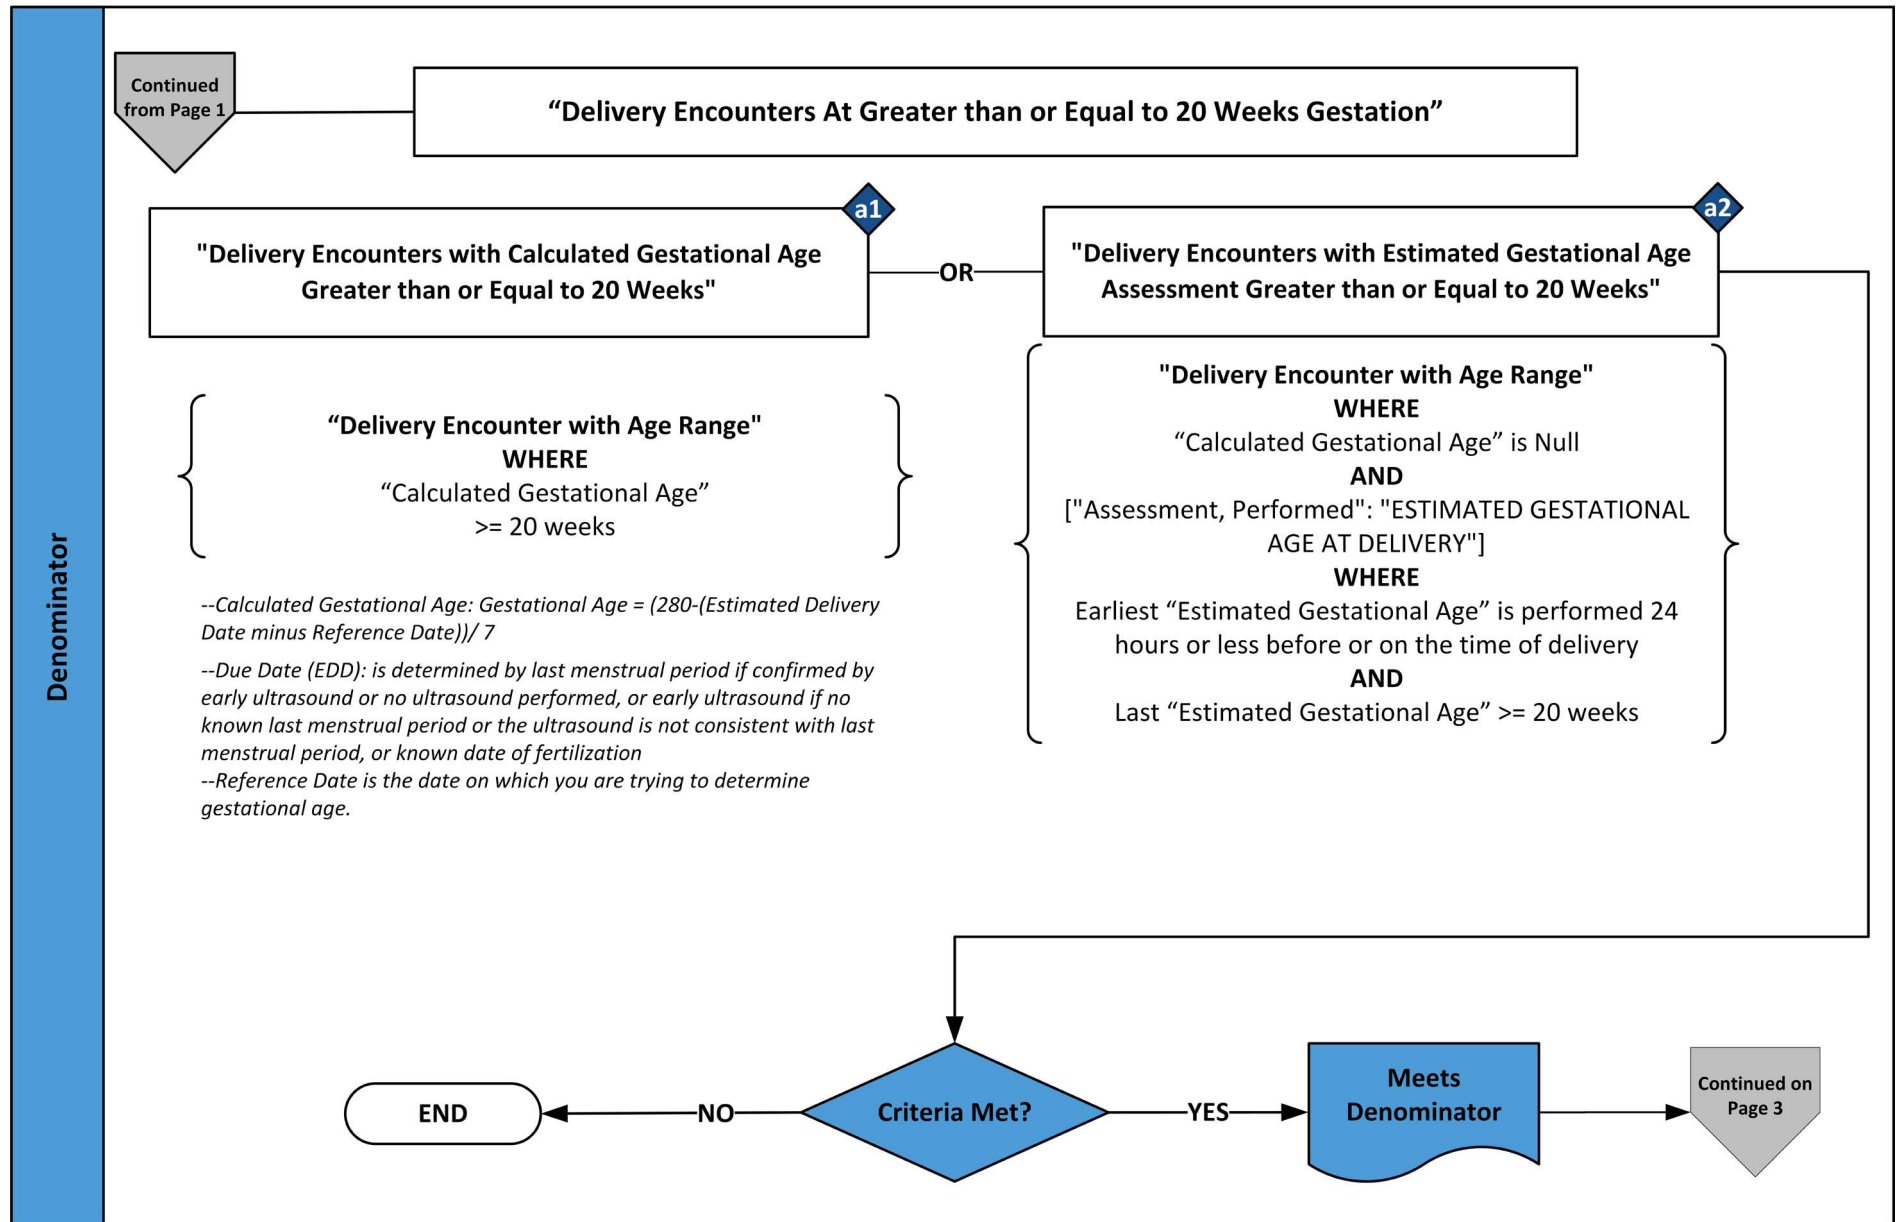 Denominator
Continued
from Page 1
“Delivery Encounters At Greater than or Equal to 20 Weeks Gestation”
a1
"Delivery Encounters with Calculated Gestational Age
Greater than or Equal to 20 Weeks"
OR
a2
"Delivery Encounters with Estimated Gestational Age
Assessment Greater than or Equal to 20 Weeks"
“Delivery Encounter with Age Range"
WHERE
“Calculated Gestational Age”
>= 20 weeks
--Calculated Gestational Age: Gestational Age = (280-(Estimated Delivery
Date minus Reference Date))/ 7
--Due Date (EDD): is determined by last menstrual period if confirmed by
early ultrasound or no ultrasound performed, or early ultrasound if no
known last menstrual period or the ultrasound is not consistent with last
menstrual period, or known date of fertilization
--Reference Date is the date on which you are trying to determine
gestational age.
"Delivery Encounter with Age Range"
WHERE
“Calculated Gestational Age” is Null
AND
["Assessment, Performed": "ESTIMATED GESTATIONAL
AGE AT DELIVERY"]
WHERE
Earliest “Estimated Gestational Age” is performed 24
hours or less before or on the time of delivery
AND
Last “Estimated Gestational Age” >= 20 weeks
END
NO
Criteria Met?
YES
Meets
Denominator
Continued on
Page 3